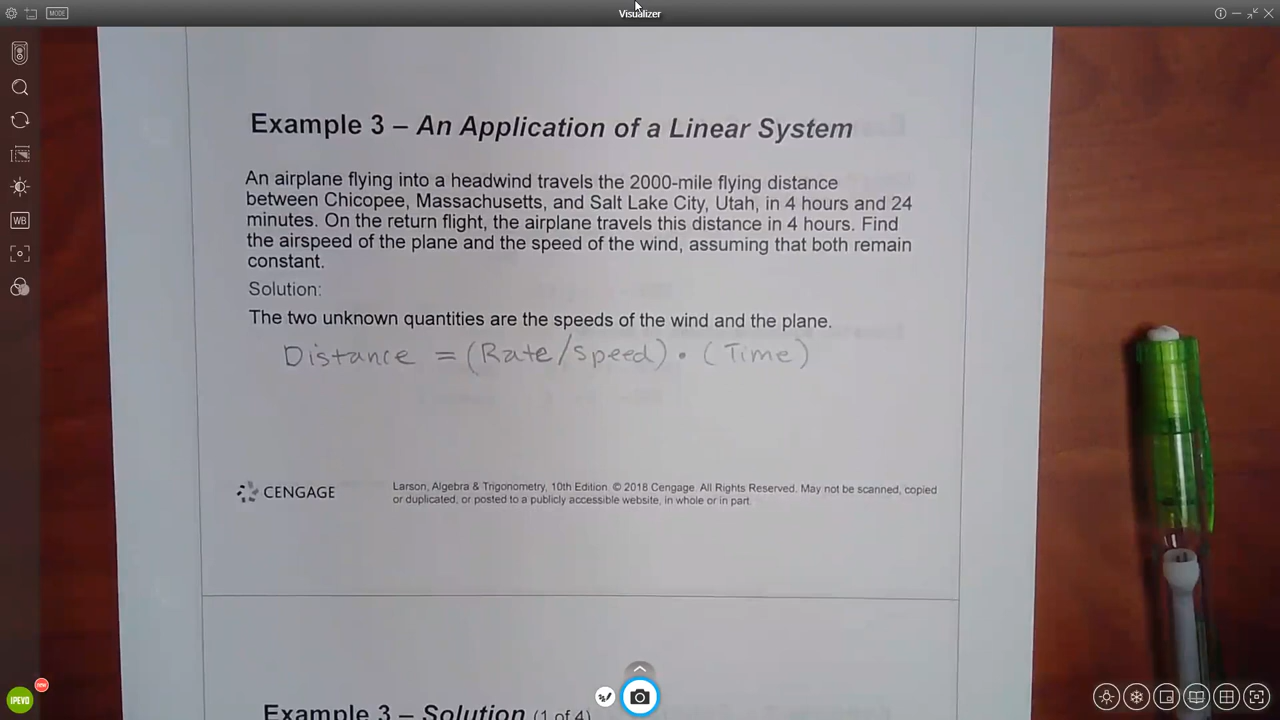 MODE
Visualizer
WB
Example 3 – An Application of a Linear System
An airplane flying into a headwind travels the 2000-mile flying distance
between Chicopee, Massachusetts, and Salt Lake City, Utah, in 4 hours and 24
minutes. On the return flight, the airplane travels this distance in 4 hours. Find
the airspeed of the plane and the speed of the wind, assuming that both remain
constant.
Solution:
The two unknown quantities are the speeds of the wind and the plane.
Distance = (Rate/Speed) • (Time)
CENGAGE
Larson, Algebra & Trigonometry, 10th Edition. © 2018 Cengage. All Rights Reserved. May not be scanned, copied
or duplicated, or posted to a publicly accessible website, in whole or in part.
Example 3 – Solution (1 of 4)
IPEVO
new